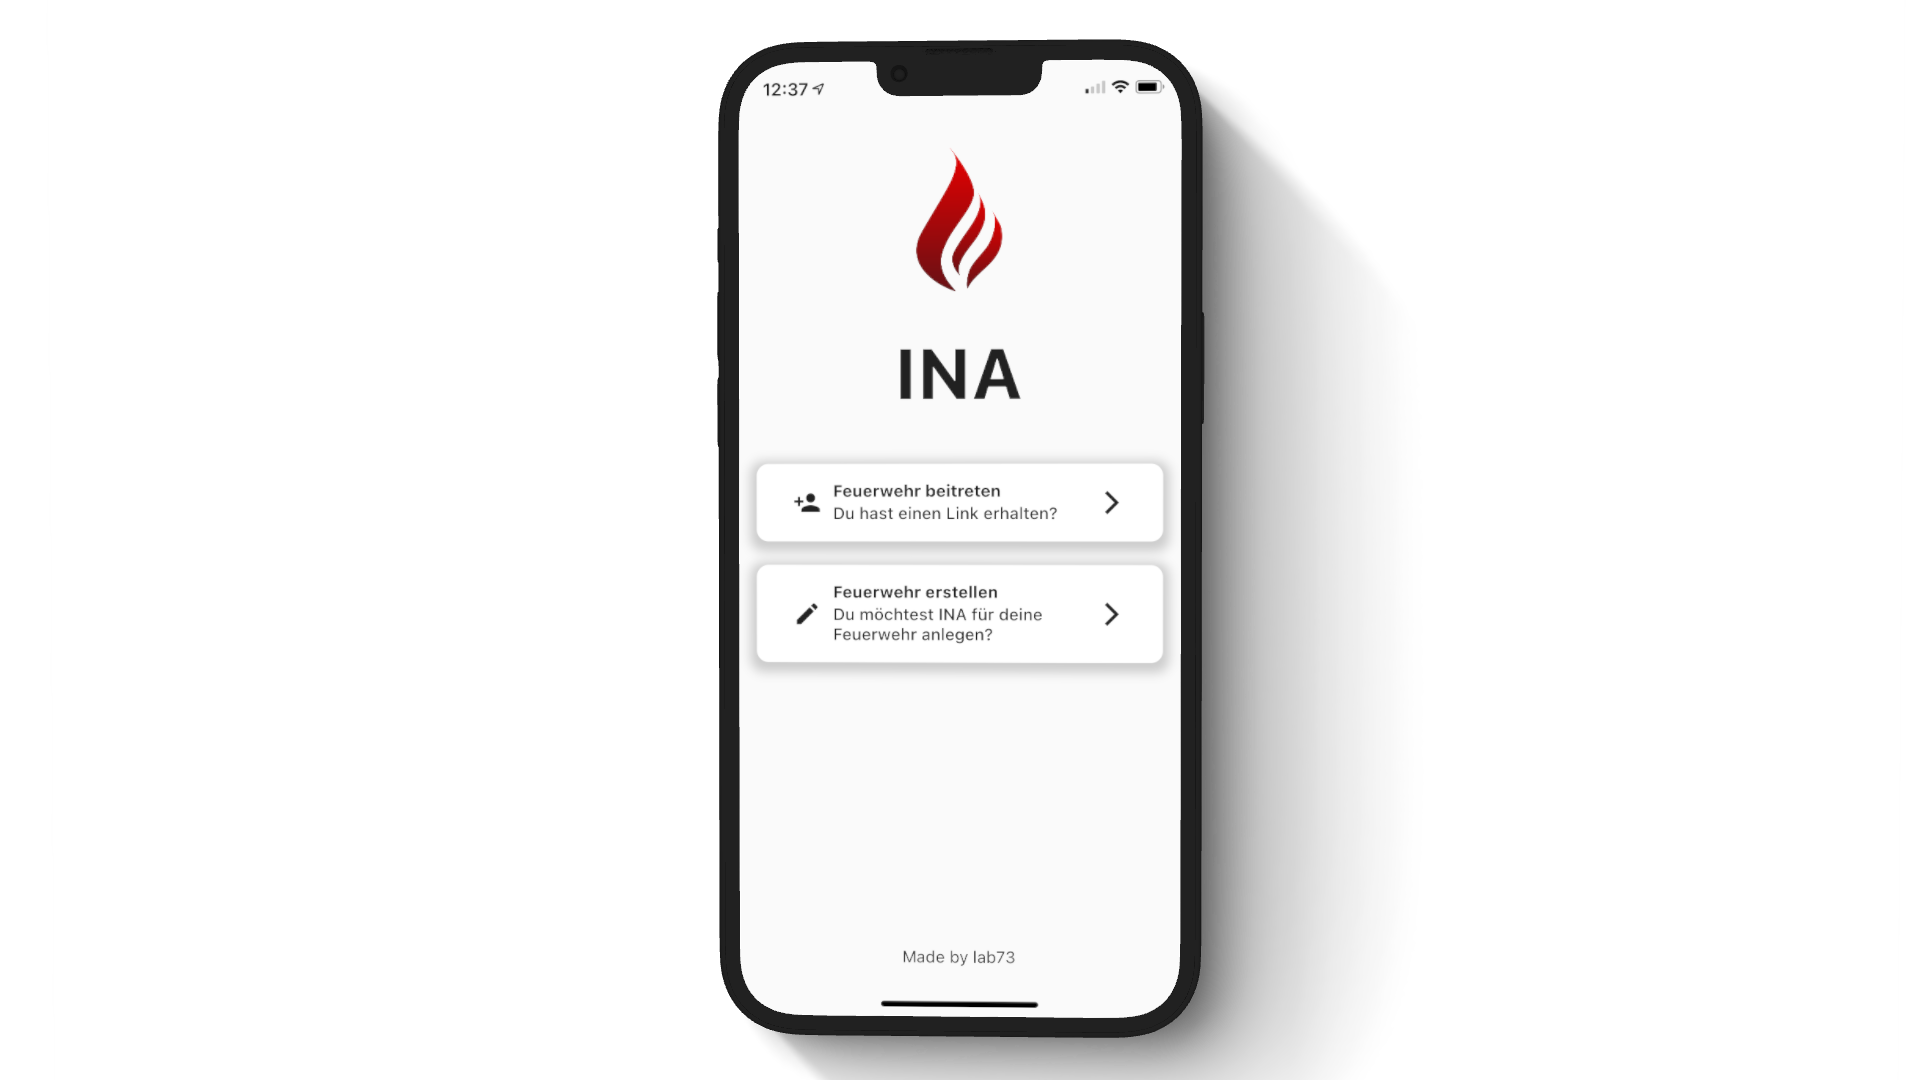 12:37
INA
Feuerwehr beitreten
Du hast einen Link erhalten?
Feuerwehr erstellen
Du möchtest INA für deine
Feuerwehr anlegen?
Made by lab73